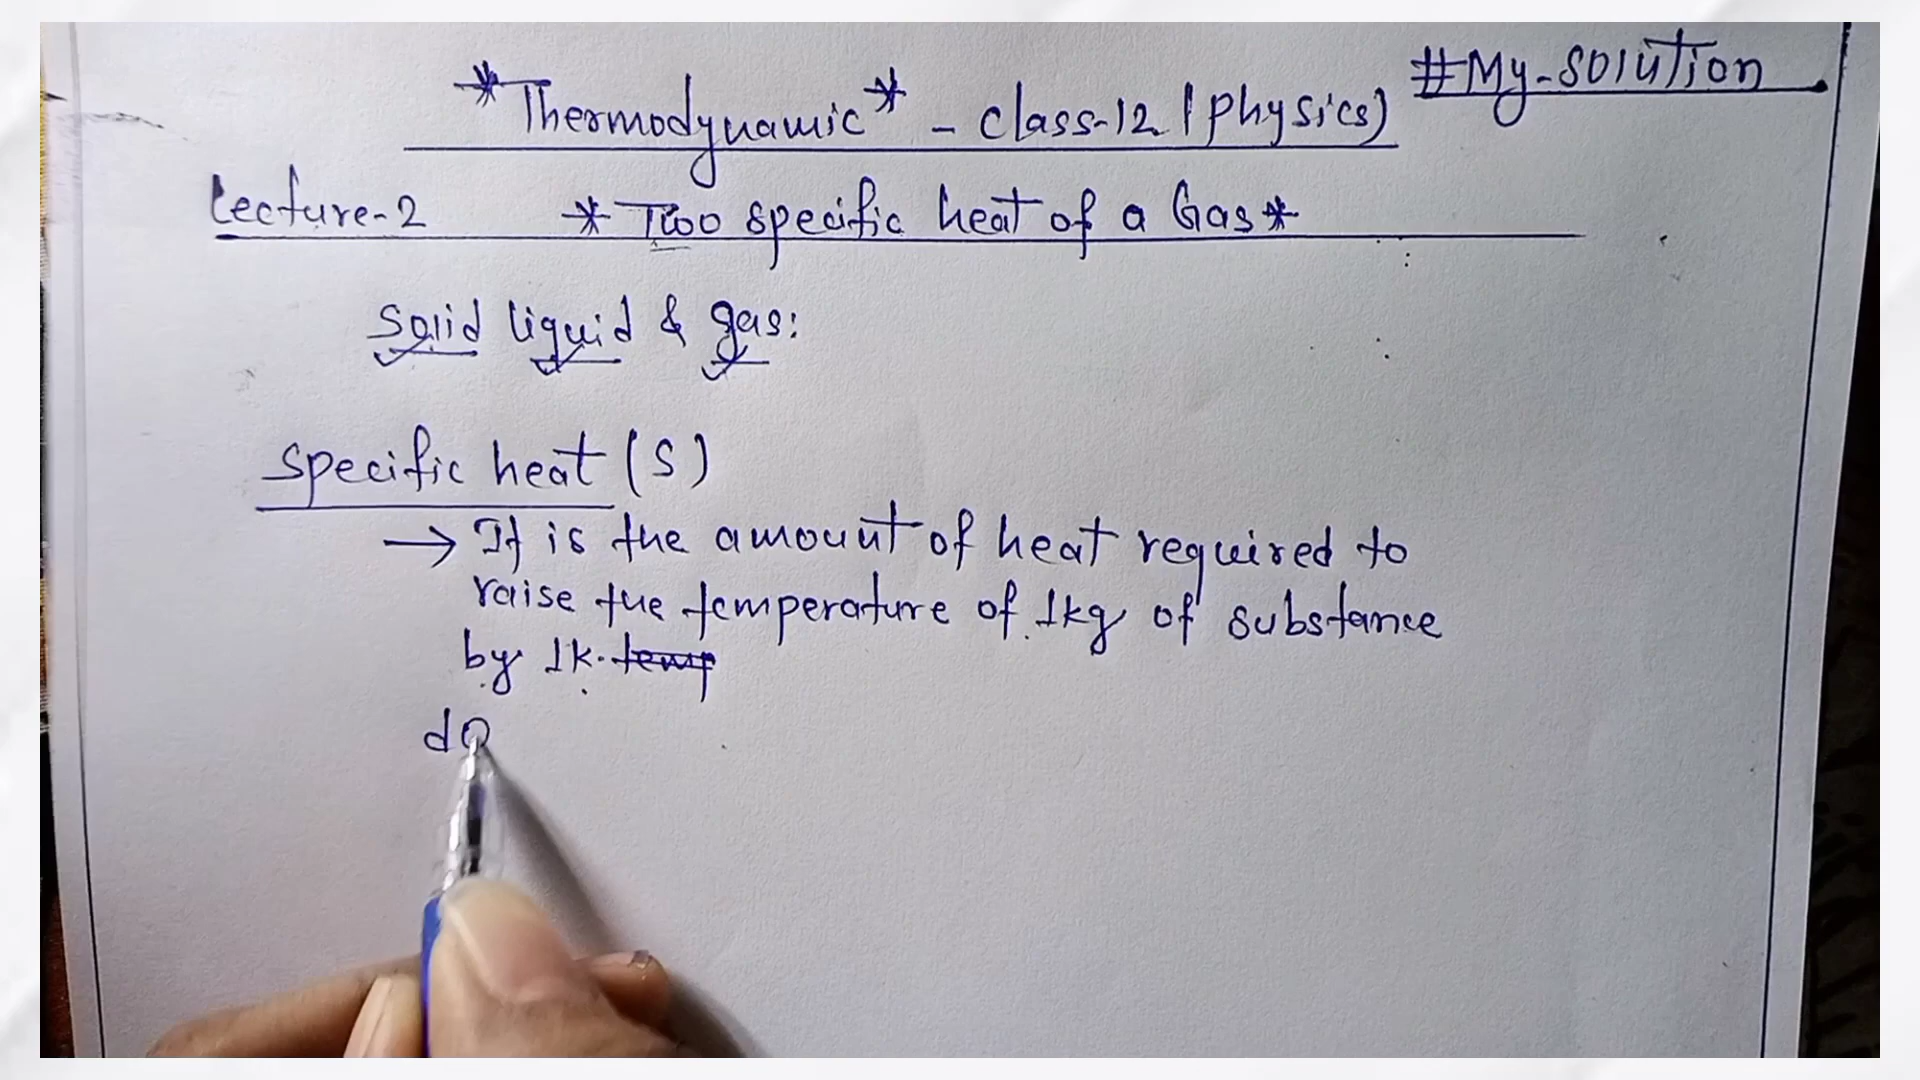 #My-Solution
*Thermodynamic* - class-12 (physics)
Lecture-2 *Two specific heat of a Gas*
Solid liquid & gas:
specific heat (S)
→ It is the amount of heat required to
raise the temperature of 1kg of substance
by 1k. temp
dQ